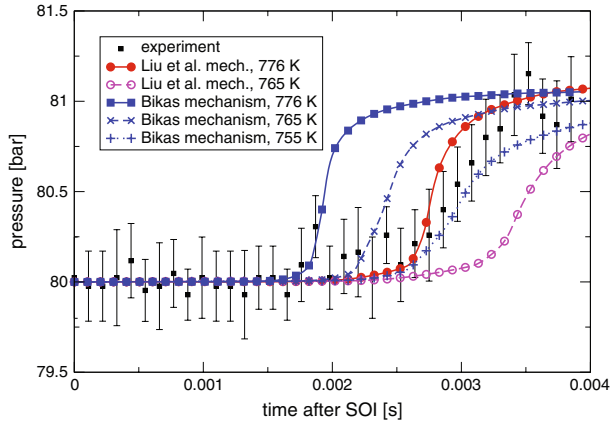 81.5
81
80.5
80
79.5
pressure [bar]
experiment
Liu et al. mech., 776 K
Liu et al. mech., 765 K
Bikas mechanism, 776 K
Bikas mechanism, 765 K
Bikas mechanism, 755 K
0
0.001
0.002
0.003
0.004
time after SOI [s]